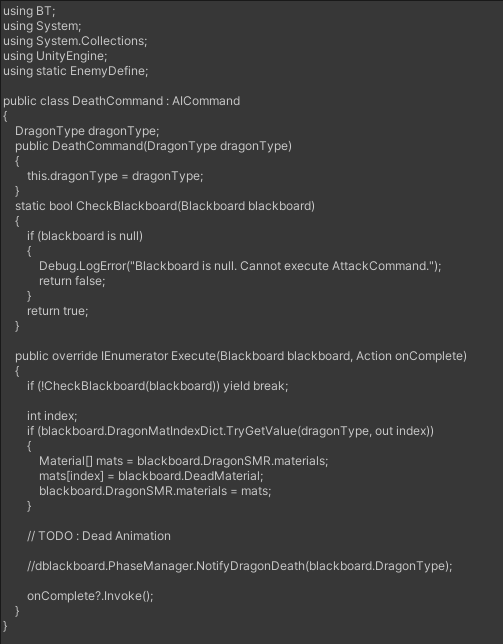 using BT;
using System;
using System.Collections;
using UnityEngine;
using static EnemyDefine;

public class DeathCommand : AICommand
{
    DragonType dragonType;
    public DeathCommand(DragonType dragonType)
    {
        this.dragonType = dragonType;
    }
    static bool CheckBlackboard(Blackboard blackboard)
    {
        if (blackboard is null)
        {
            Debug.LogError("Blackboard is null. Cannot execute AttackCommand.");
            return false;
        }
        return true;
    }

    public override IEnumerator Execute(Blackboard blackboard, Action onComplete)
    {
        if (!CheckBlackboard(blackboard)) yield break;

        int index;
        if (blackboard.DragonMatIndexDict.TryGetValue(dragonType, out index))
        {
            Material[] mats = blackboard.DragonSMR.materials;
            mats[index] = blackboard.DeadMaterial;
            blackboard.DragonSMR.materials = mats;
        }

        // TODO : Dead Animation

        //dblackboard.PhaseManager.NotifyDragonDeath(blackboard.DragonType);

        onComplete?.Invoke();
    }
}